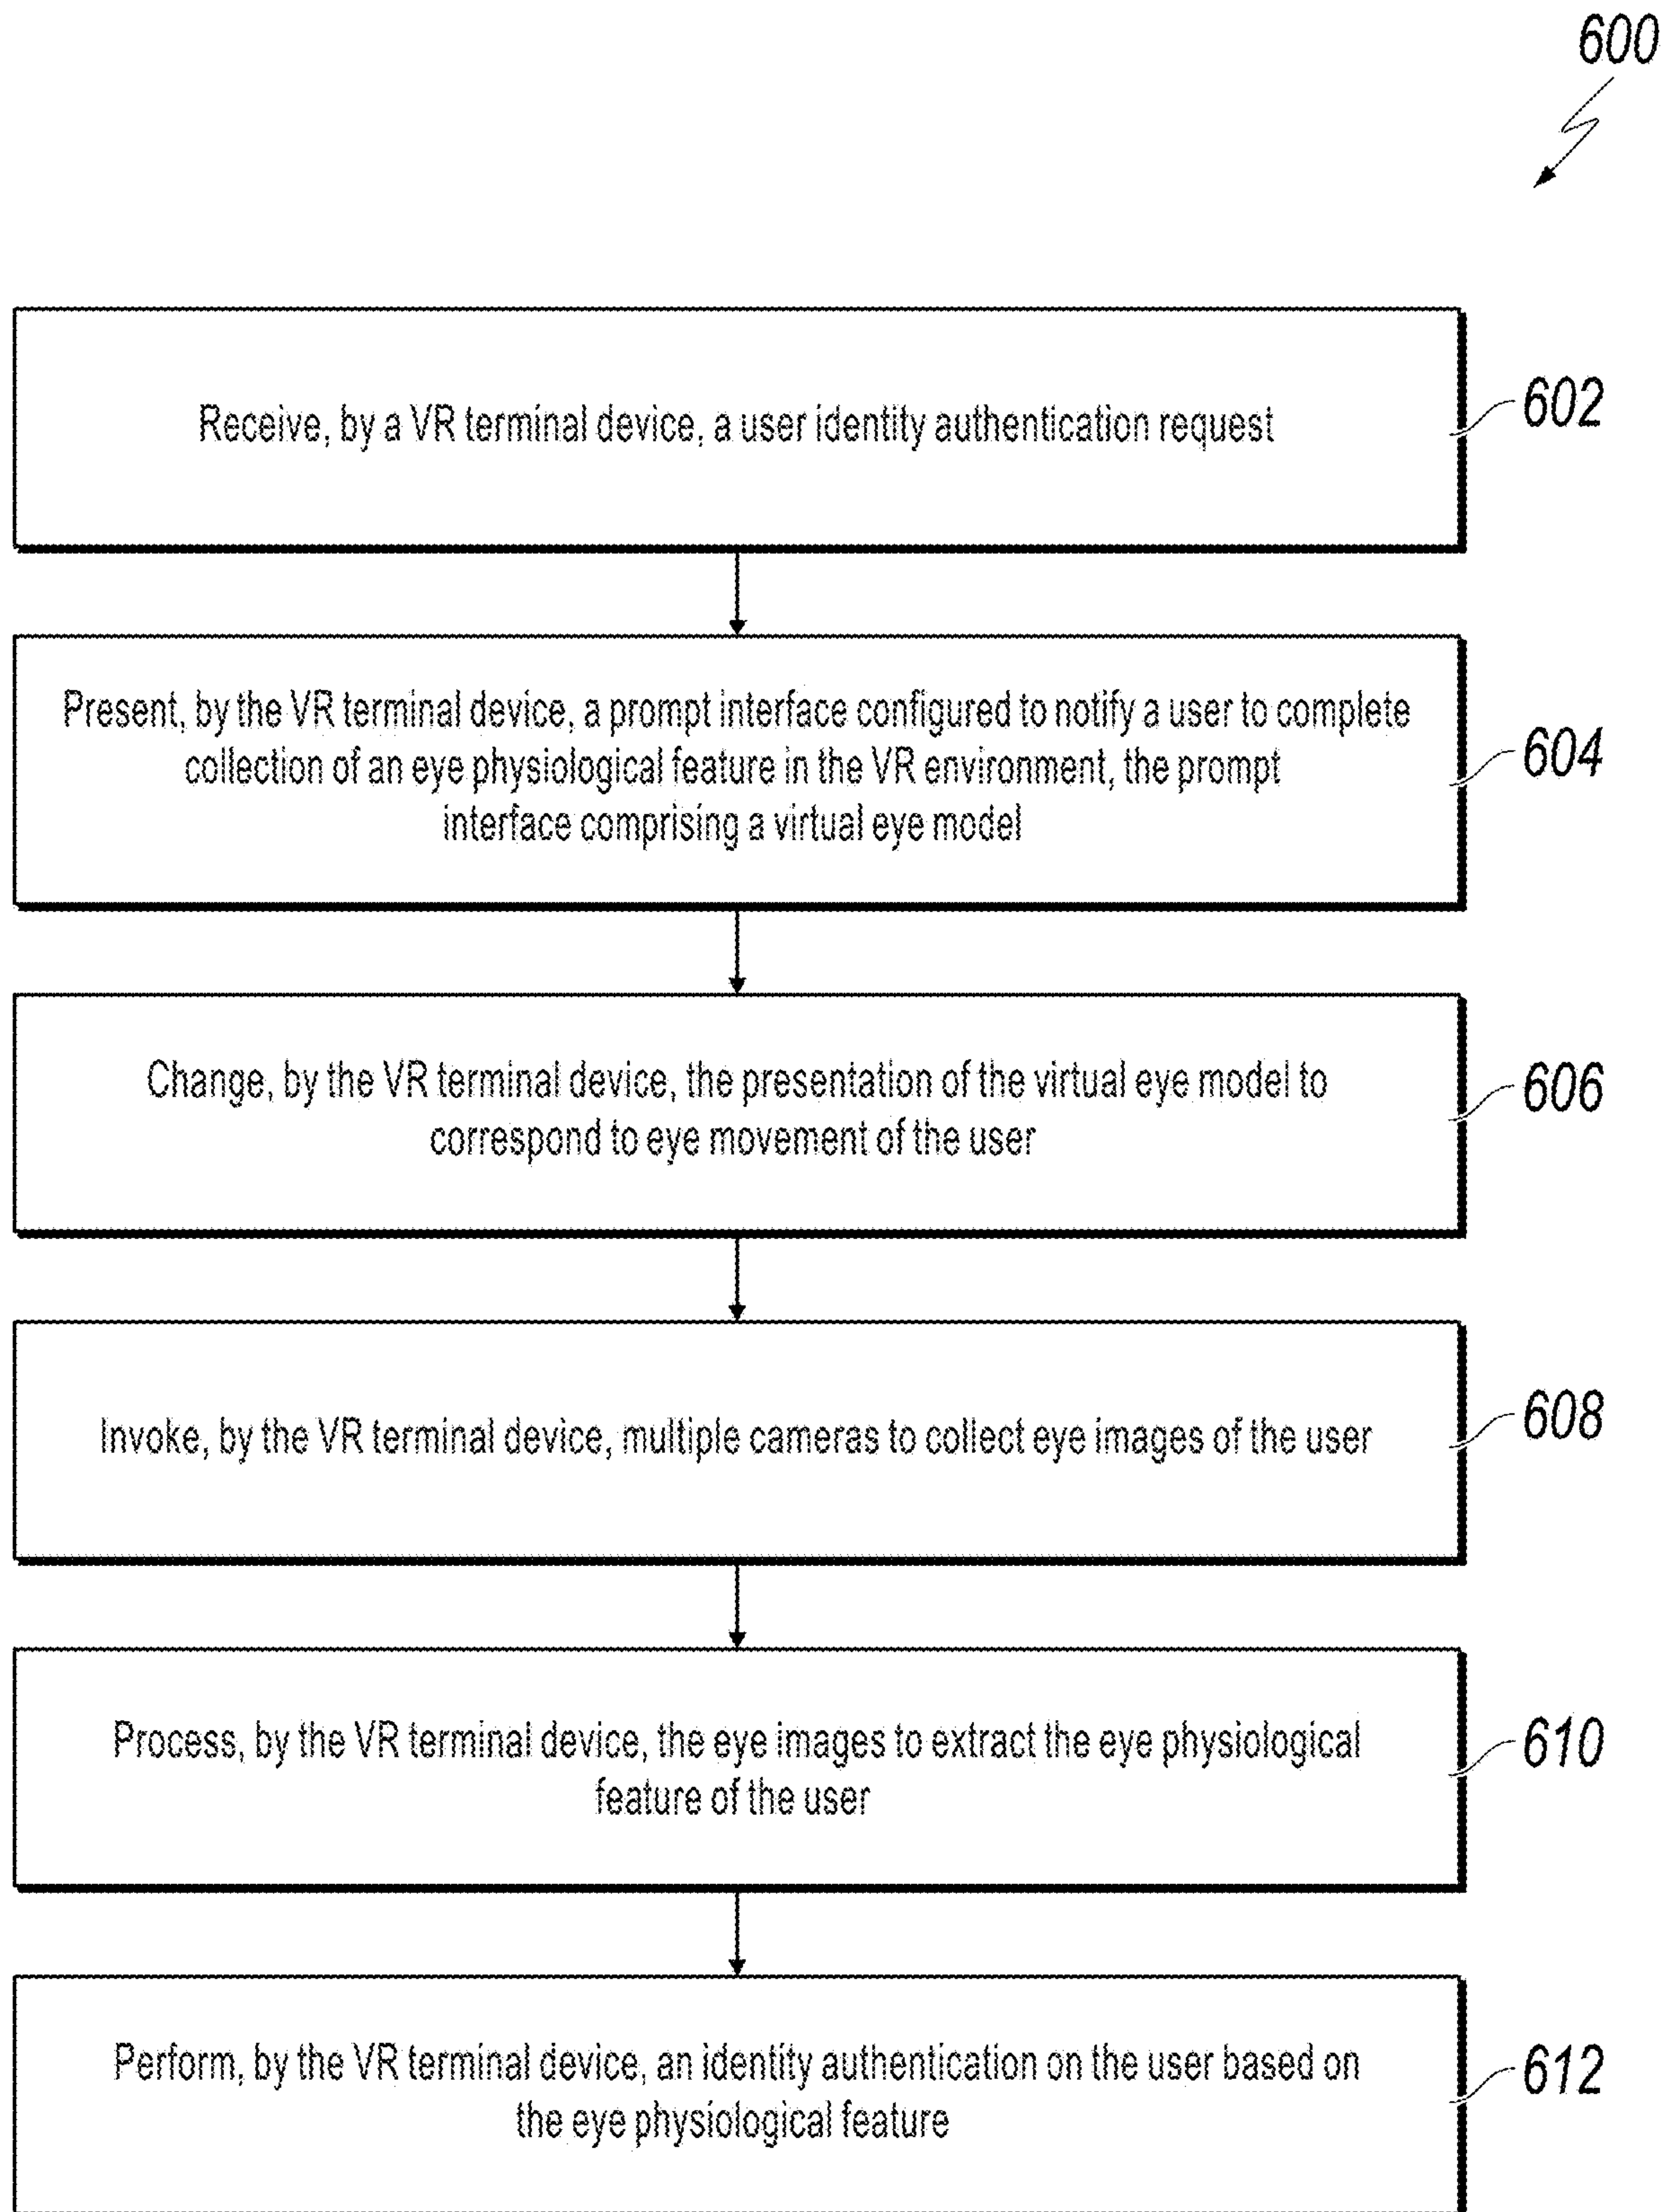 600
Receive, by a VR terminal device, a user identity authentication request
602
Present, by the VR terminal device, a prompt interface configured to notify a user to complete
collection of an eye physiological feature in the VR environment, the prompt
interface comprising a virtual eye model
604
Change, by the VR terminal device, the presentation of the virtual eye model to
correspond to eye movement of the user
606
Invoke, by the VR terminal device, multiple cameras to collect eye images of the user
608
Process, by the VR terminal device, the eye images to extract the eye physiological
feature of the user
610
Perform, by the VR terminal device, an identity authentication on the user based on
the eye physiological feature
612